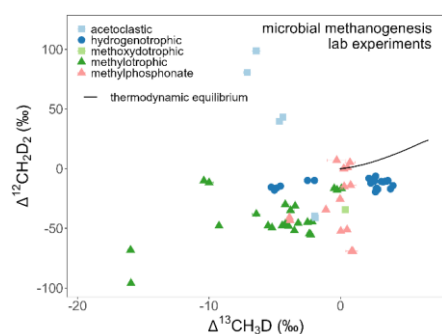 microbial methanogenesis
lab experiments
acetoclastic
hydrogenotrophic
methoxydotrophic
methylotrophic
methylphosphonate
thermodynamic equilibrium
Δ¹²CH₂D₂ (‰)
100
50
0
-50
-100
-20
-10
0
Δ¹³CH₃D (‰)